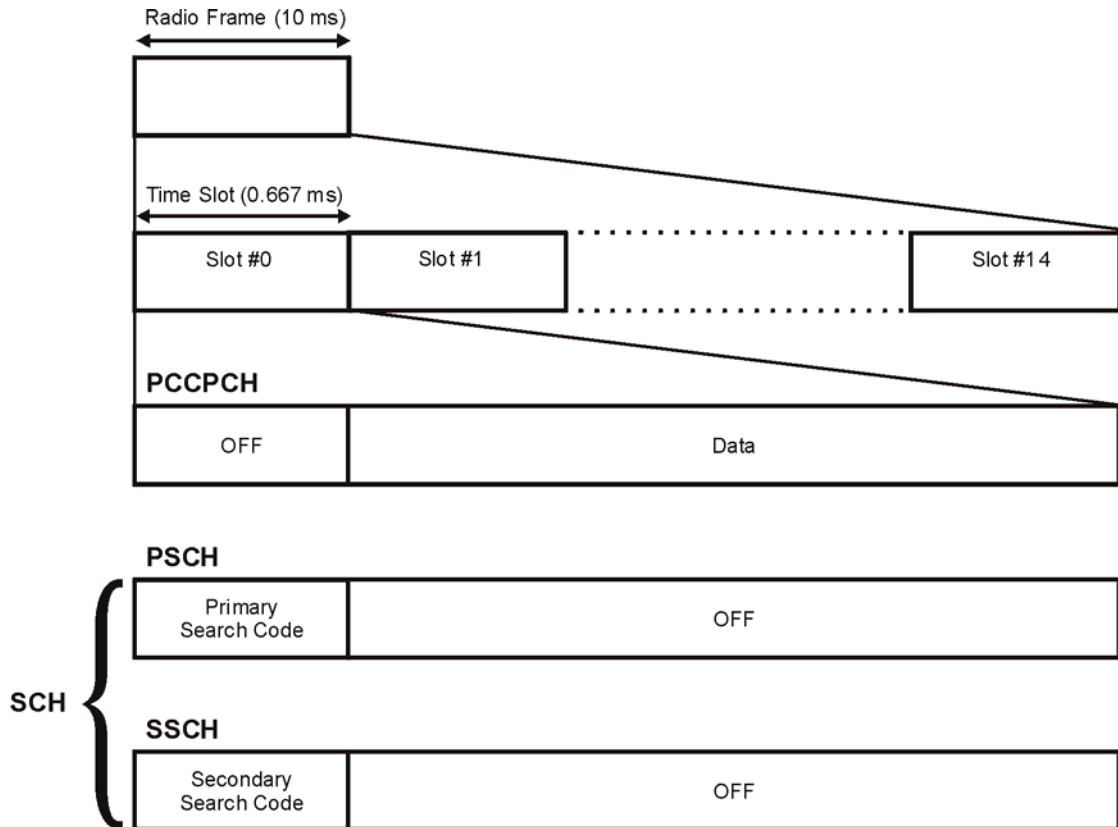 Radio Frame (10 ms)
Time Slot (0.667 ms)
Slot #0
Slot #1
Slot #14
PCCPCH
OFF
Data
PSCH
Primary
Search Code
OFF
SCH
SSCH
Secondary
Search Code
OFF